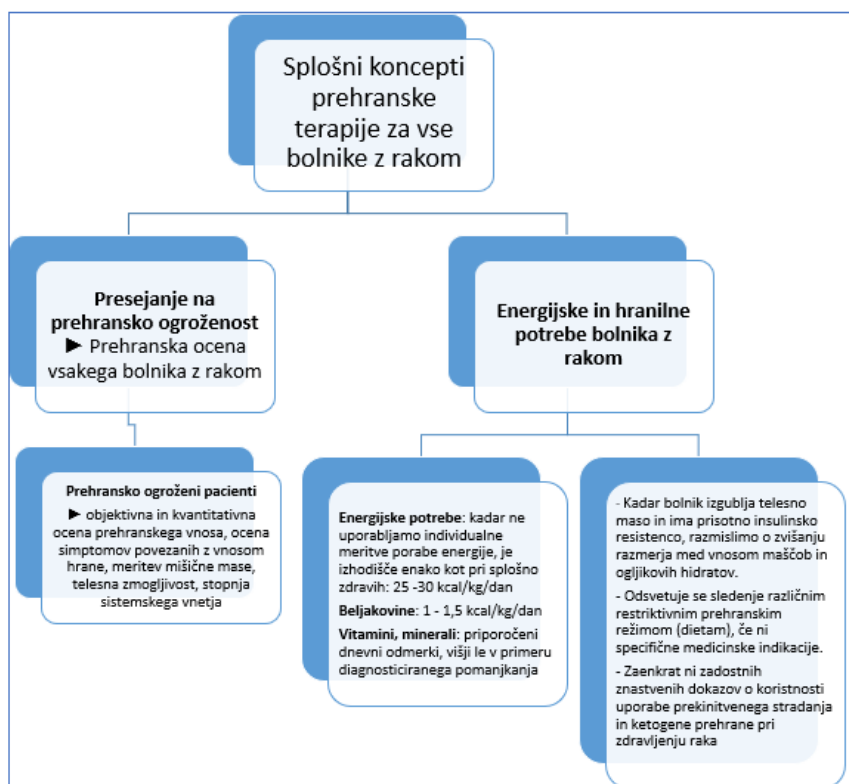 Splošni koncepti
prehranske
terapije za vse
bolnike z rakom
Presejanje na
prehransko ogroženost
► Prehranska ocena
vsakega bolnika z rakom
Energijske in hranilne
potrebe bolnika z
rakom
Prehransko ogroženi pacienti
► objektivna in kvantitativna
ocena prehranskega vnosa, ocena
simptomov povezanih z vnosom
hrane, meritev mišične mase,
telesna zmogljivost, stopnja
sistemskega vnetja
Energijske potrebe: kadar ne
uporabljamo individualne
meritve porabe energije, je
izhodišče enako kot pri splošno
zdravih: 25 -30 kcal/kg/dan
Beljakovine: 1 - 1,5 kcal/kg/dan
Vitamini, minerali: priporočeni
dnevni odmerki, višji le v primeru
diagnosticiranega pomanjkanja
- Kadar bolnik izgublja telesno
maso in ima prisotno insulinsko
resistenco, razmislimo o zvišanju
razmerja med vnosom maščob in
ogljikovih hidratov.
- Odsvetuje se sledenje različnim
restriktivnim prehranskim
režimom (dietam), če ni
specifične medicinske indikacije.
- Zaenkrat ni zadostnih
znastvenih dokazov o koristnosti
uporabe prekinitvenega stradanja
in ketogene prehrane pri
zdravljenju raka